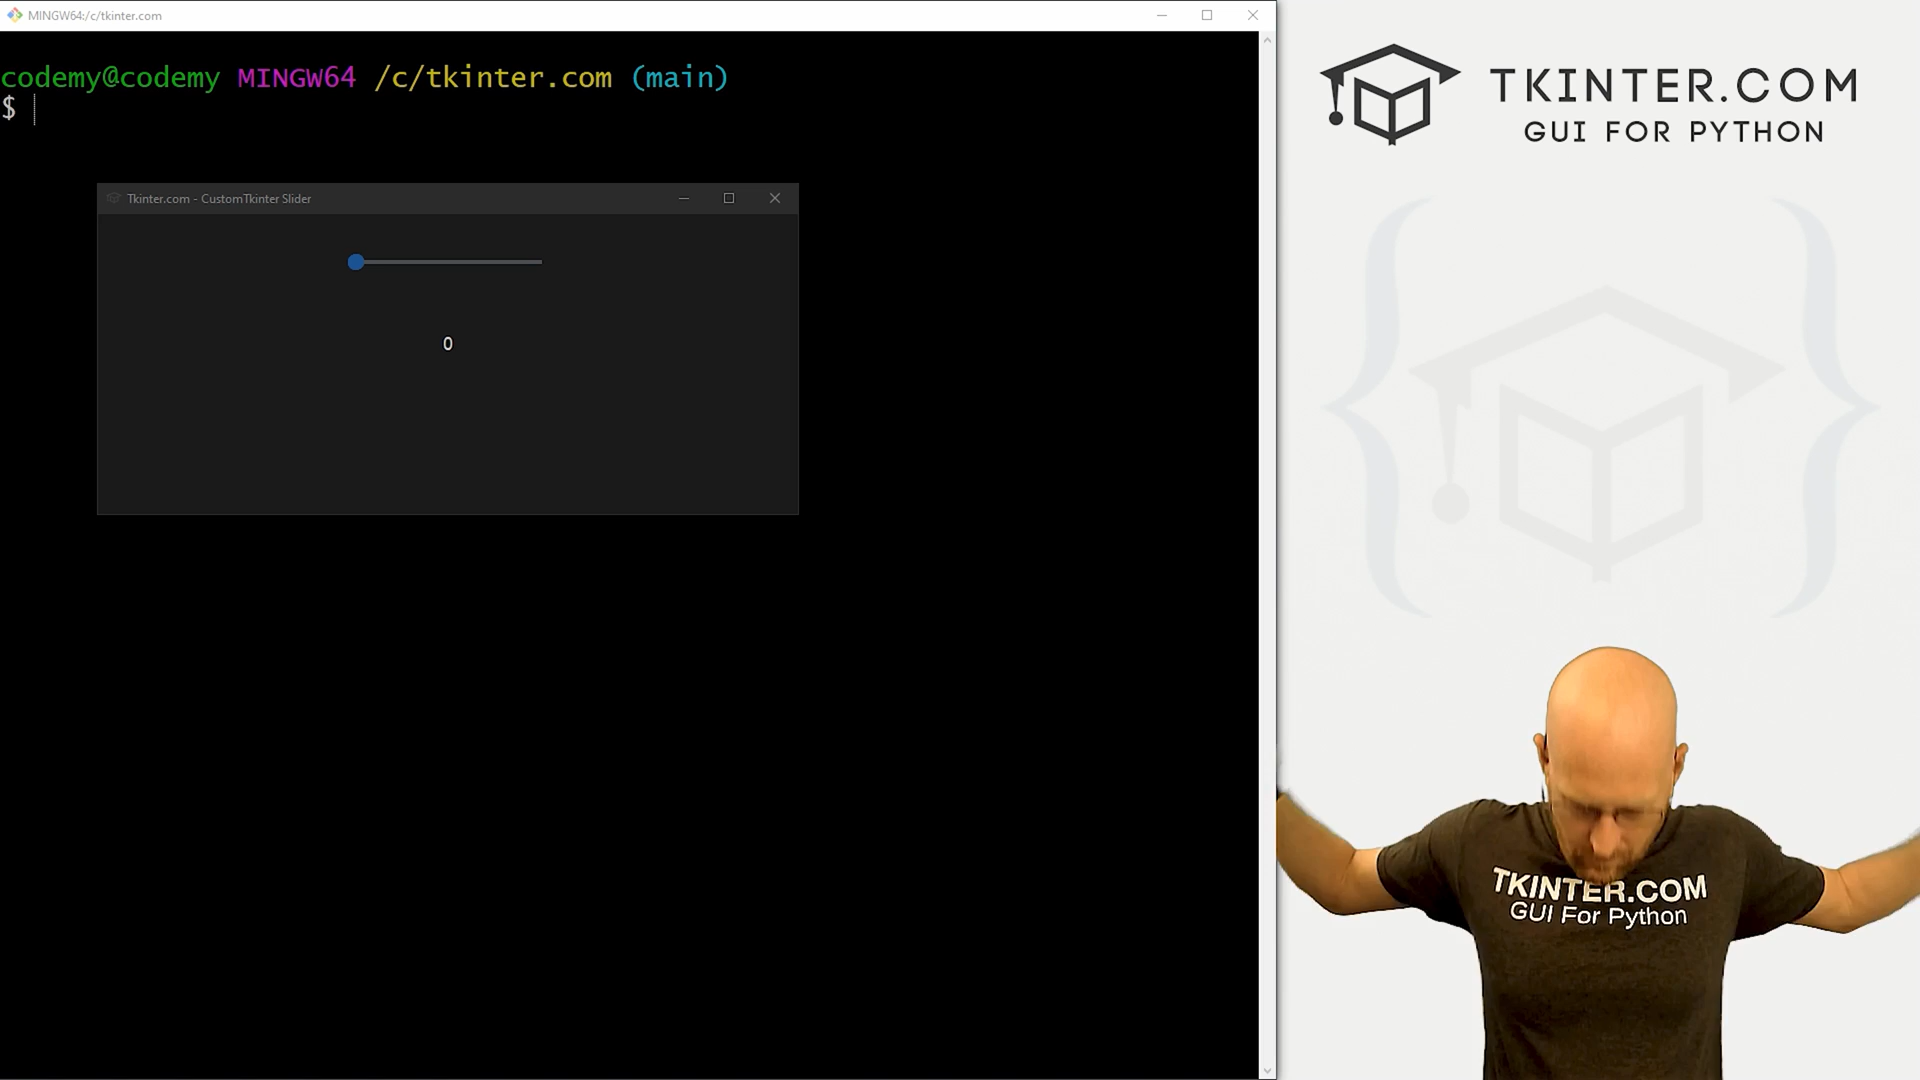 MINGW64:/c/tkinter.com
codemy@codemy MINGW64 /c/tkinter.com (main)
$
Tkinter.com - CustomTkinter Slider
0
TKINTER.COM
GUI FOR PYTHON
TKINTER.COM
GUI For Python